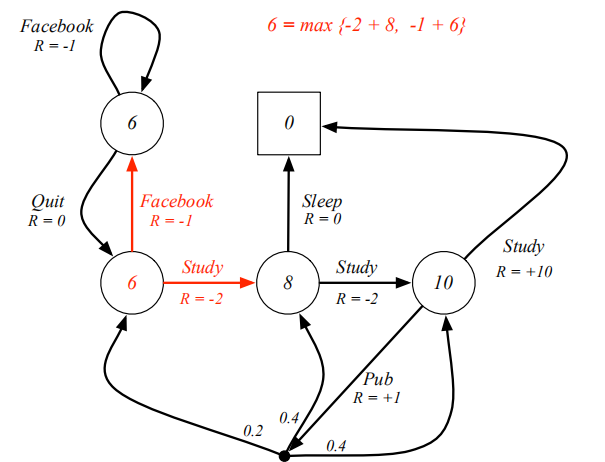 Facebook
R = -1
6 = max {-2 + 8, -1 + 6}
6
0
Quit
R = 0
Facebook
R = -1
Sleep
R = 0
Study
R = +10
6
Study
R = -2
8
Study
R = -2
10
Pub
R = +1
0.2
0.4
0.4